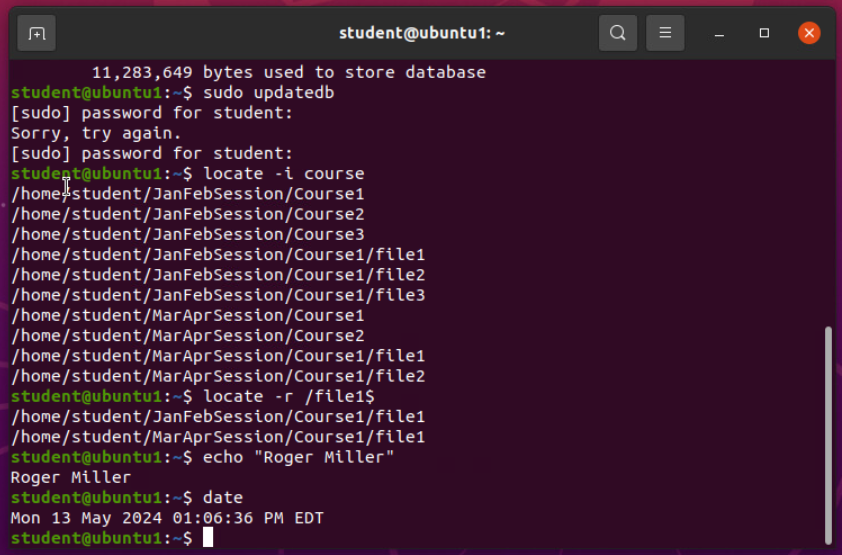 student@ubuntu1: ~
11,283,649 bytes used to store database
student@ubuntu1:~$ sudo updatedb
[sudo] password for student:
Sorry, try again.
[sudo] password for student:
student@ubuntu1:~$ locate -i course
/home/student/JanFebSession/Course1
/home/student/JanFebSession/Course2
/home/student/JanFebSession/Course3
/home/student/JanFebSession/Course1/file1
/home/student/JanFebSession/Course1/file2
/home/student/JanFebSession/Course1/file3
/home/student/MarAprSession/Course1
/home/student/MarAprSession/Course2
/home/student/MarAprSession/Course1/file1
/home/student/MarAprSession/Course1/file2
student@ubuntu1:~$ locate -r /file1$
/home/student/JanFebSession/Course1/file1
/home/student/MarAprSession/Course1/file1
student@ubuntu1:~$ echo "Roger Miller"
Roger Miller
student@ubuntu1:~$ date
Mon 13 May 2024 01:06:36 PM EDT
student@ubuntu1:~$